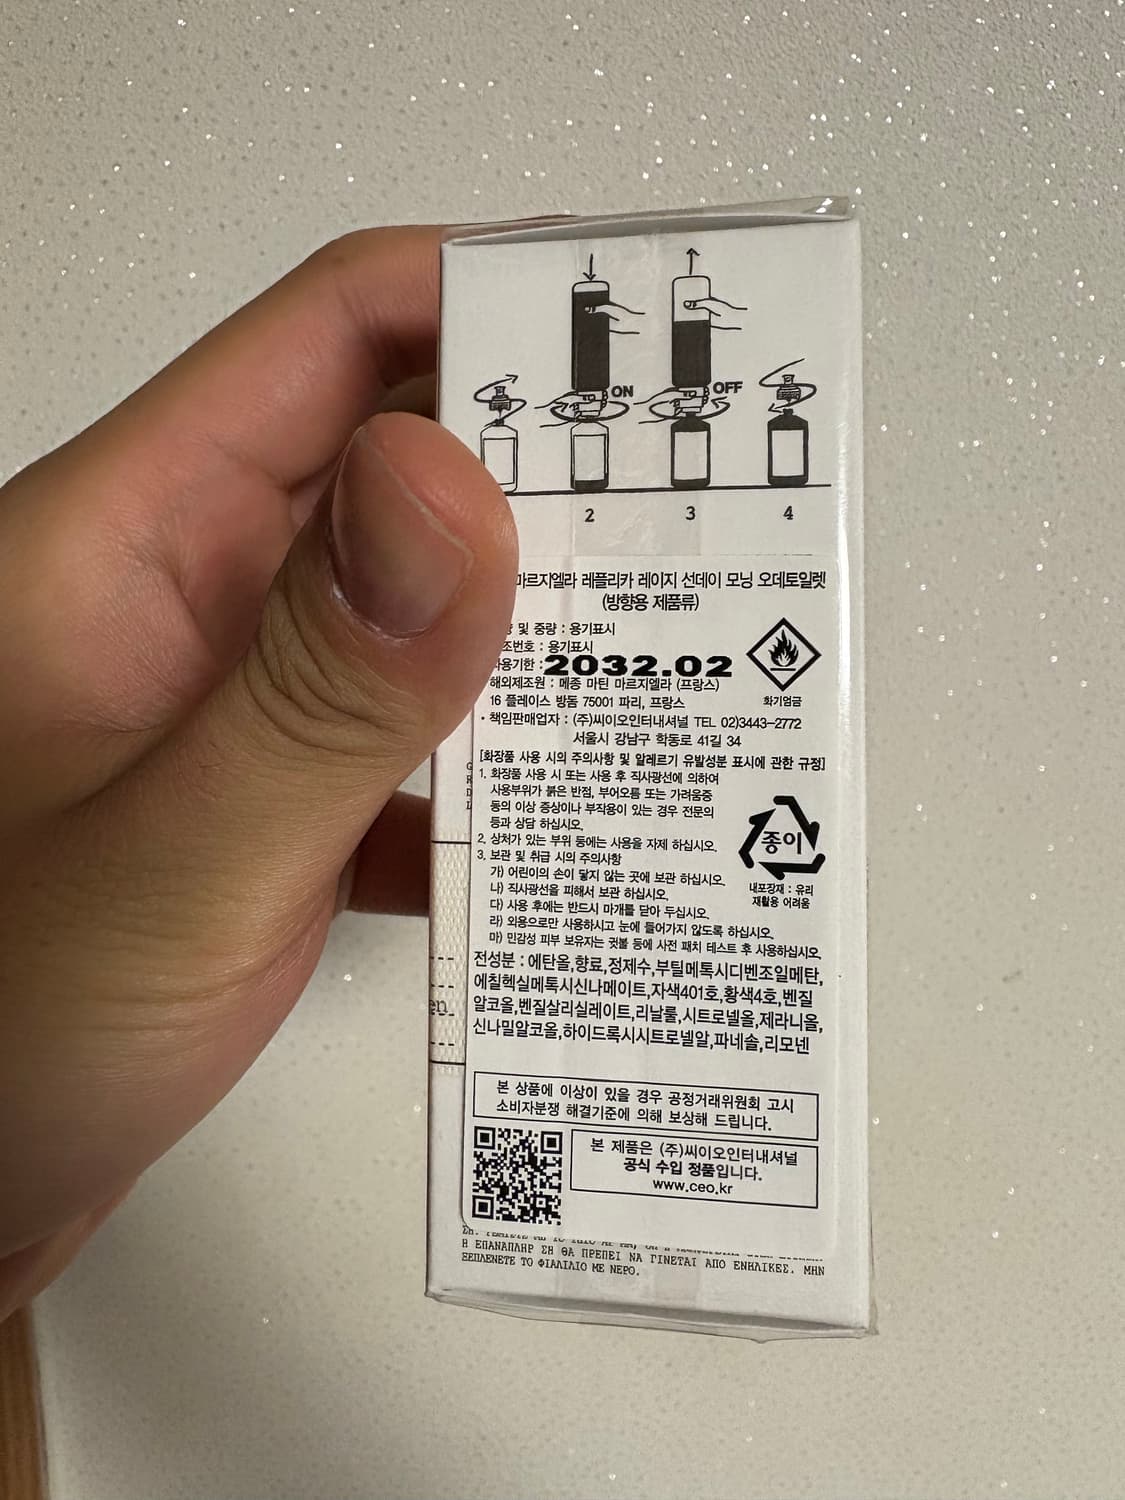 ON
OFF
2
3
4
마르지엘라 레플리카 레이지 선데이 모닝 오데토일렛
(방향용 제품류)
및 중량 : 용기표시
조번호 : 용기표시
사용기한 : 2032.02
해외제조원 : 메종 마틴 마르지엘라 (프랑스)
16 플레이스 방돔 75001 파리, 프랑스
화기엄금
• 책임판매업자 : (주)씨이오인터내셔널 TEL 02)3443-2772
서울시 강남구 학동로 41길 34
[화장품 사용 시의 주의사항 및 알레르기 유발성분 표시에 관한 규정]
1. 화장품 사용 시 또는 사용 후 직사광선에 의하여
사용부위가 붉은 반점, 부어오름 또는 가려움증
등의 이상 증상이나 부작용이 있는 경우 전문의
등과 상담 하십시오.
2. 상처가 있는 부위 등에는 사용을 자제 하십시오.
3. 보관 및 취급 시의 주의사항
가) 어린이의 손이 닿지 않는 곳에 보관 하십시오.
나) 직사광선을 피해서 보관 하십시오.
다) 사용 후에는 반드시 마개를 닫아 두십시오.
라) 외용으로만 사용하시고 눈에 들어가지 않도록 하십시오.
마) 민감성 피부 보유자는 귓볼 등에 사전 패치 테스트 후 사용하십시오.
종이
내포장재 : 유리
재활용 어려움
전성분 : 에탄올,향료,정제수,부틸메톡시디벤조일메탄,
에칠헥실메톡시신나메이트,자색401호,황색4호,벤질
알코올,벤질살리실레이트,리날룰,시트로넬올,제라니올,
신나밀알코올,하이드록시시트로넬알,파네솔,리모넨
본 상품에 이상이 있을 경우 공정거래위원회 고시
소비자분쟁 해결기준에 의해 보상해 드립니다.
본 제품은 (주)씨이오인터내셔널
공식 수입 정품입니다.
www.ceo.kr
Η ΕΠΑΝΑΠΛΗΡ ΣΗ ΘΑ ΠΡΕΠΕΙ ΝΑ ΓΙΝΕΤΑΙ ΑΠΟ ΕΝΗΛΙΚΕΣ. ΜΗΝ
ΞΕΠΛΕΝΕΤΕ ΤΟ ΦΙΑΛΙΔΙΟ ΜΕ ΝΕΡΟ.